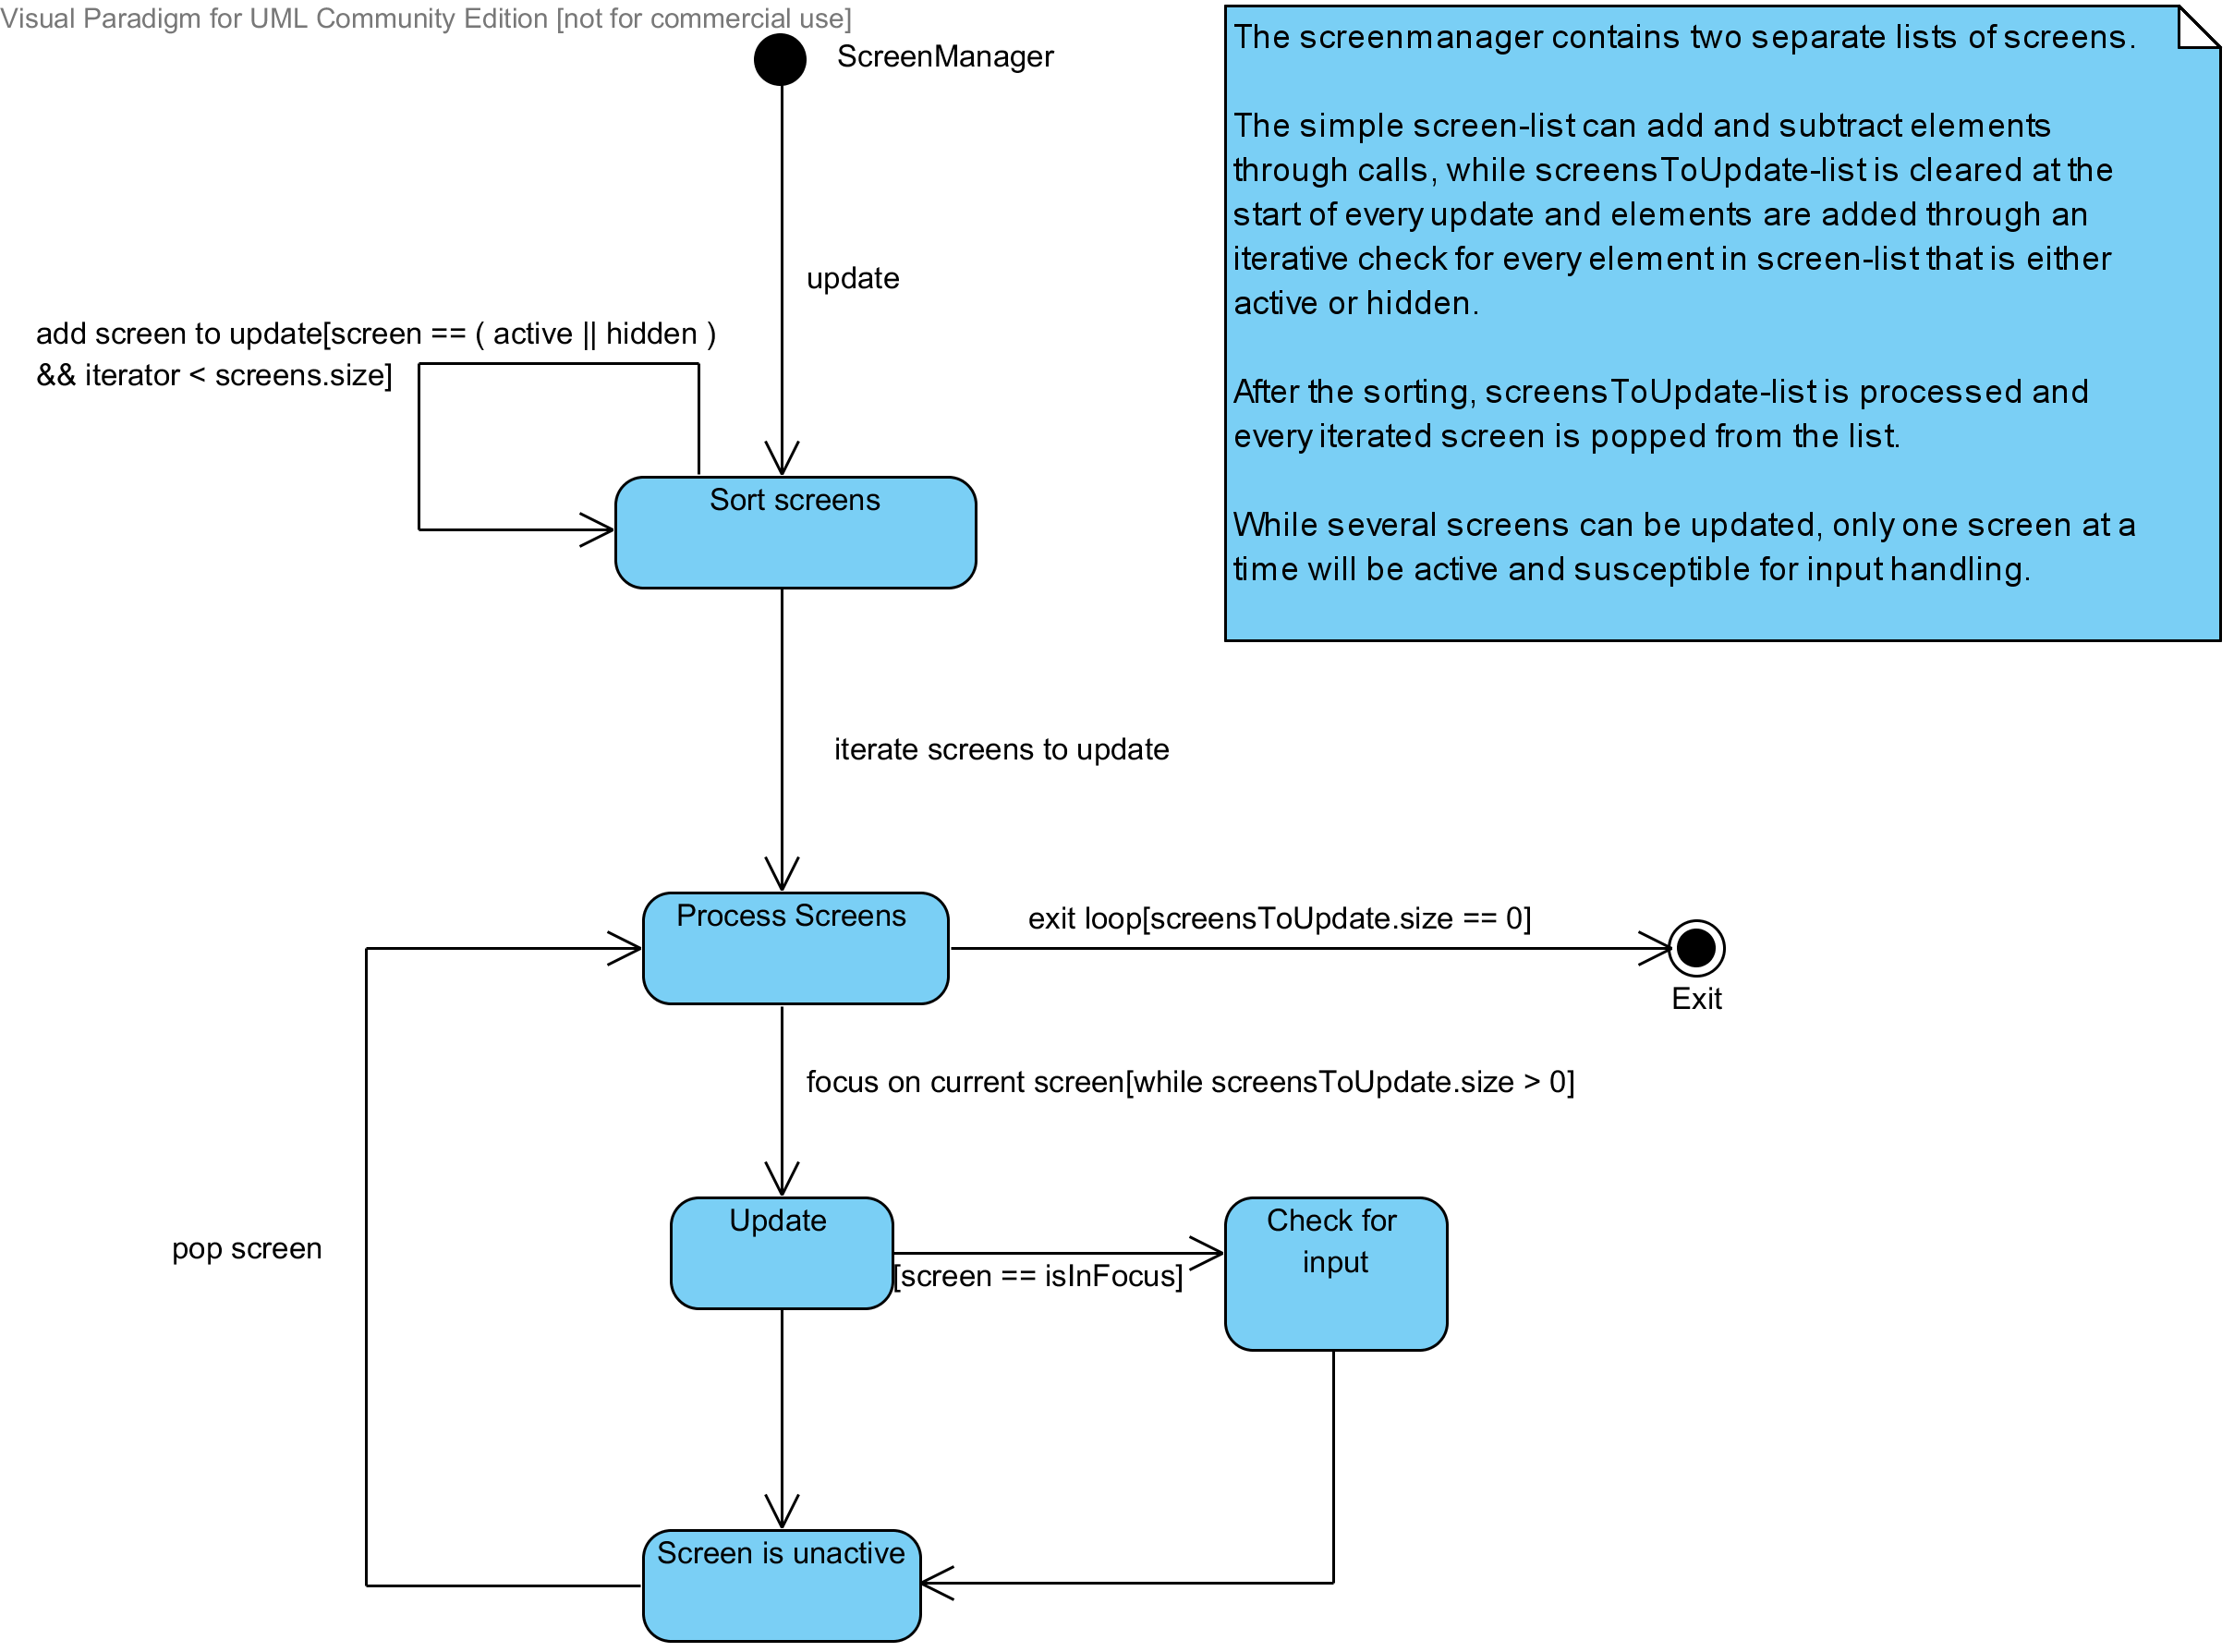 Visual Paradigm for UML Community Edition [not for commercial use]
ScreenManager
The screenmanager contains two separate lists of screens.
The simple screen-list can add and subtract elements
through calls, while screensToUpdate-list is cleared at the
start of every update and elements are added through an
iterative check for every element in screen-list that is either
active or hidden.
After the sorting, screensToUpdate-list is processed and
every iterated screen is popped from the list.
While several screens can be updated, only one screen at a
time will be active and susceptible for input handling.
update
add screen to update[screen == ( active || hidden )
&& iterator < screens.size]
Sort screens
iterate screens to update
Process Screens
exit loop[screensToUpdate.size == 0]
Exit
focus on current screen[while screensToUpdate.size > 0]
Update
[screen == isInFocus]
Check for
input
pop screen
Screen is unactive